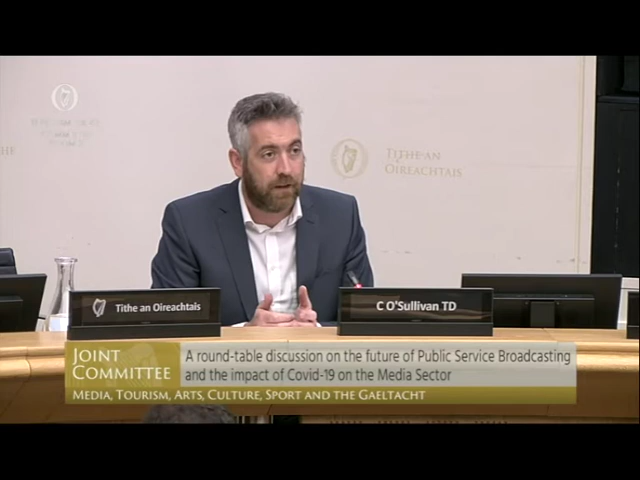 Tithe an
Oireachtais
Tithe an Oireachtais
C O'Sullivan TD
Joint
Committee
A round-table discussion on the future of Public Service Broadcasting
and the impact of Covid-19 on the Media Sector
Media, Tourism, Arts, Culture, Sport and the Gaeltacht